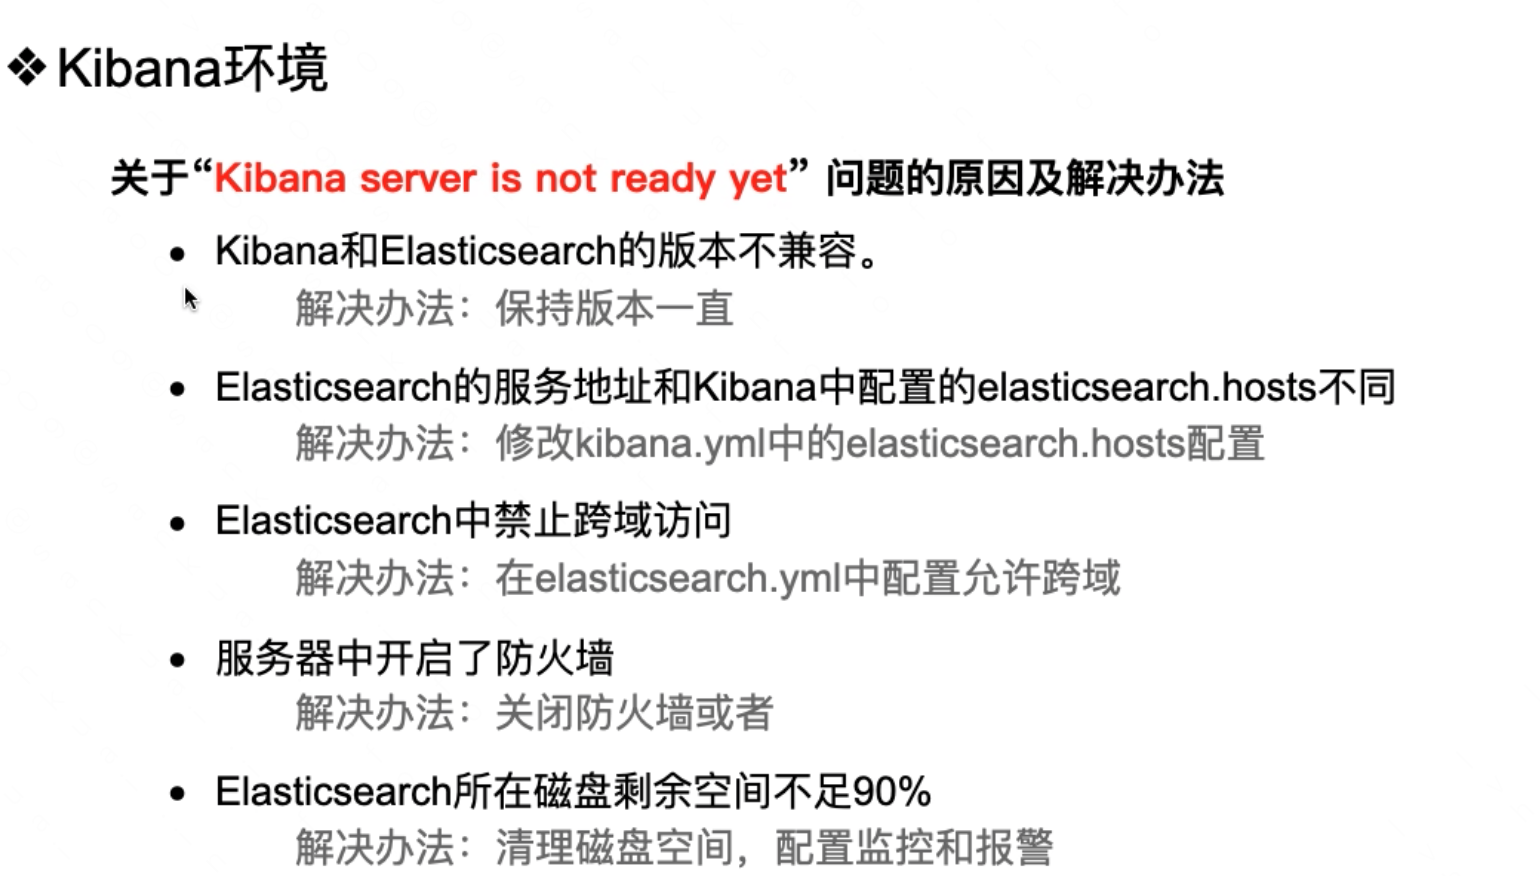 ❖Kibana环境
关于“Kibana server is not ready yet” 问题的原因及解决办法
• Kibana和Elasticsearch的版本不兼容。
解决办法：保持版本一直
• Elasticsearch的服务地址和Kibana中配置的elasticsearch.hosts不同
解决办法：修改kibana.yml中的elasticsearch.hosts配置
• Elasticsearch中禁止跨域访问
解决办法：在elasticsearch.yml中配置允许跨域
• 服务器中开启了防火墙
解决办法：关闭防火墙或者
• Elasticsearch所在磁盘剩余空间不足90%
解决办法：清理磁盘空间，配置监控和报警